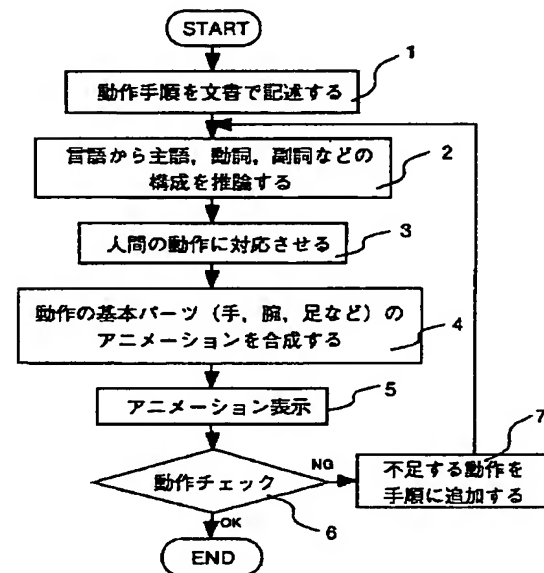 START
1
動作手順を文書で記述する
言語から主語，動詞，副詞などの
構成を推論する
2
人間の動作に対応させる
3
動作の基本パーツ（手，腕，足など）の
アニメーションを合成する
4
アニメーション表示
5
動作チェック
NG
6
OK
7
不足する動作を
手順に追加する
END